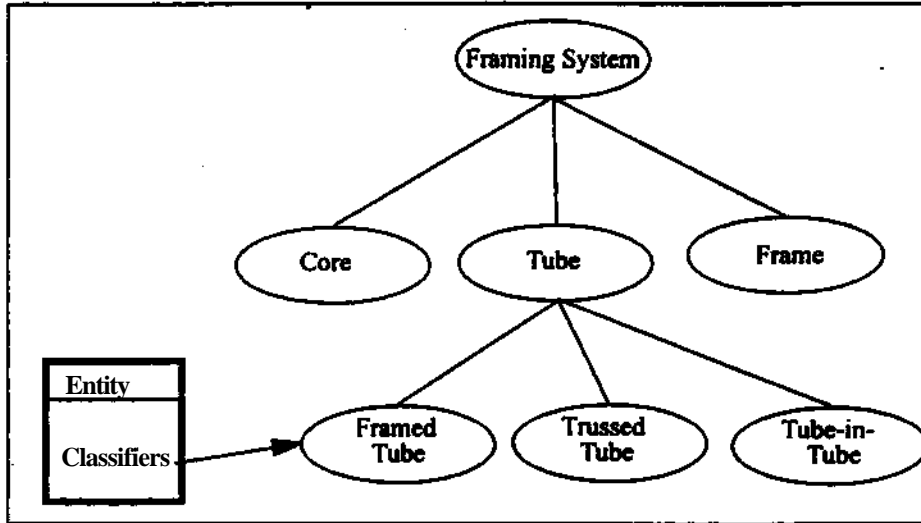 Framing System
Core
Tube
Frame
Entity
Classifiers
Framed
Tube
Trussed
Tube
Tube-in-
Tube